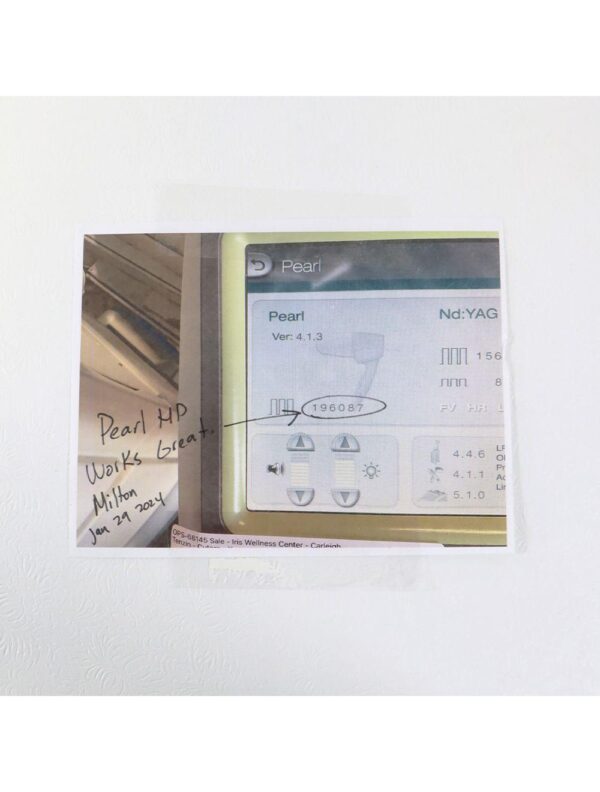 Pearl
Pearl
Nd:YAG
Ver: 4.1.3
156
8
196087
FV HR L
Pearl HP
Works Great.
Milton
Jan 29 2024
4.4.6
4.1.1
5.1.0
OPS-68145 Sale - Iris Wellness Center - Carleigh